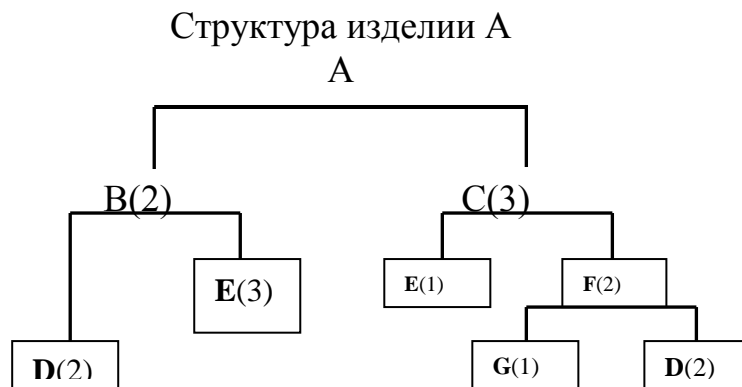 Структура изделии А
А
В(2) С(3)
Е(3) Е(1) F(2)
D(2) G(1) D(2)